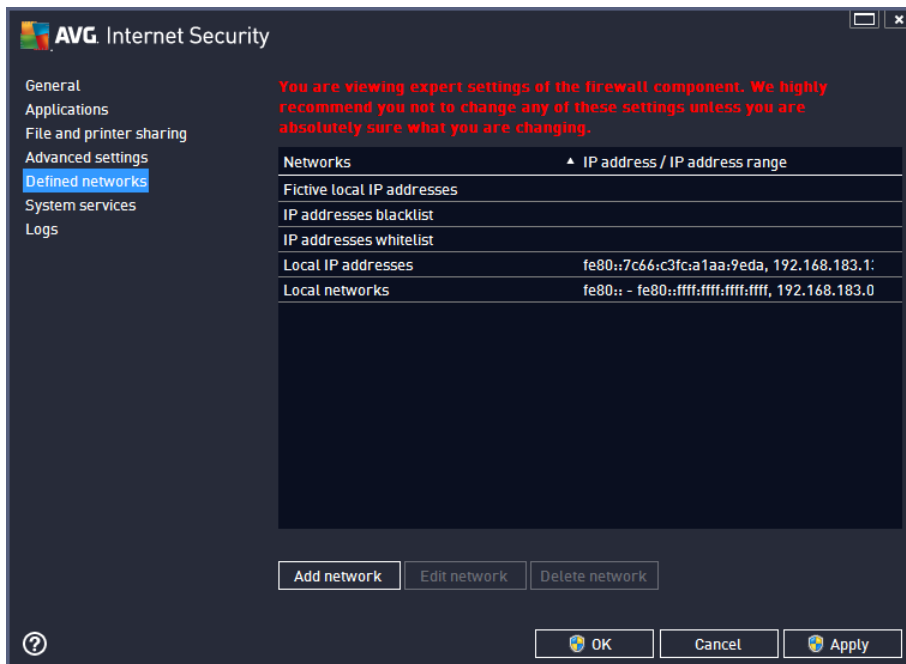 AVG. Internet Security
General
Applications
File and printer sharing
Advanced settings
Defined networks
System services
Logs
You are viewing expert settings of the firewall component. We highly
recommend you not to change any of these settings unless you are
absolutely sure what you are changing.
Networks IP address / IP address range
Fictive local IP addresses
IP addresses blacklist
IP addresses whitelist
Local IP addresses fe80::7c66:c3fc:a1aa:9eda, 192.168.183.1
Local networks fe80:: - fe80::ffff:ffff:ffff:ffff, 192.168.183.0
Add network Edit network Delete network
OK Cancel Apply